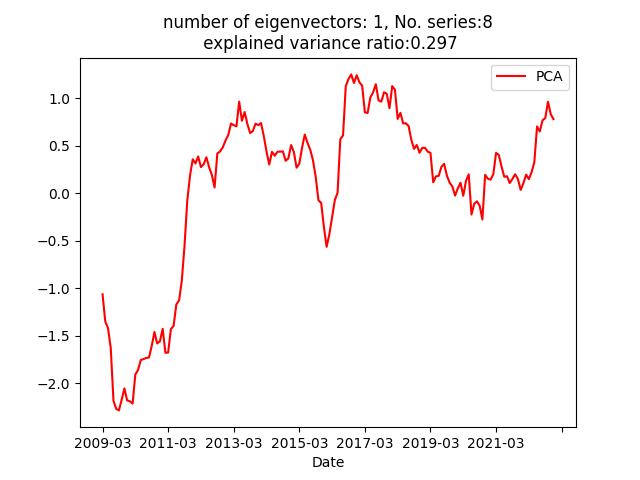 number of eigenvectors: 1, No. series:8
explained variance ratio:0.297
PCA
1.0
0.5
0.0
−0.5
−1.0
−1.5
−2.0
2009-03 2011-03 2013-03 2015-03 2017-03 2019-03 2021-03
Date